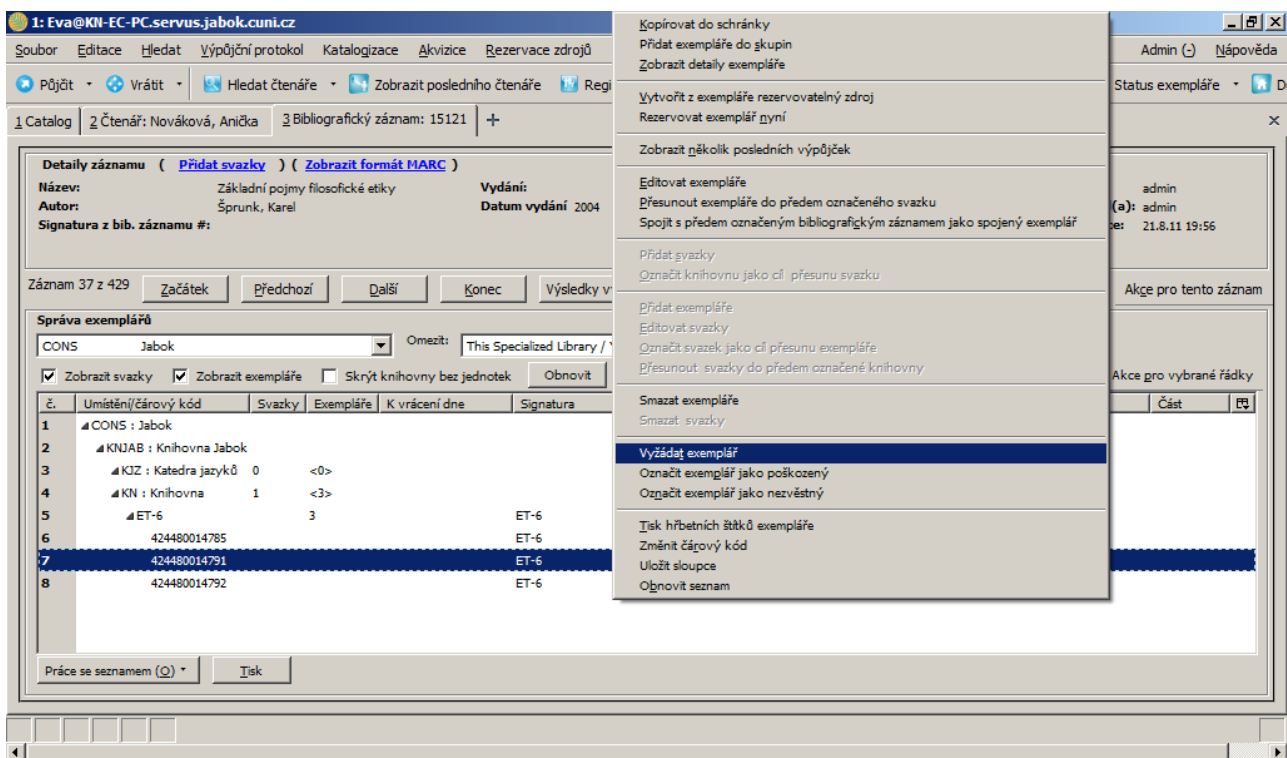 1: Eva@KN-EC-PC.servus.jabok.cuni.cz
Soubor Editace Hledat Výpůjční protokol Katalogizace Akvizice Rezervace zdrojů Admin (-) Nápověda
Půjčit Vrátit Hledat čtenáře Zobrazit posledního čtenáře Regi Status exempláře D
1 Catalog 2 Čtenář: Nováková, Anička 3 Bibliografický záznam: 15121
Detaily záznamu ( Přidat svazky ) ( Zobrazit formát MARC )
Název: Základní pojmy filosofické etiky Vydání: admin
Autor: Šprunk, Karel Datum vydání 2004 (a): admin
Signatura z bib. záznamu #: e: 21.8.11 19:56
Záznam 37 z 429 Začátek Předchozí Další Konec Výsledky v Akce pro tento záznam
Správa exemplářů
CONS Jabok Omezit: This Specialized Library / Y
Zobrazit svazky Zobrazit exempláře Skrýt knihovny bez jednotek Obnovit Akce pro vybrané řádky
č. Umístění/čárový kód Svazky Exempláře K vrácení dne Signatura Část
1 CONS : Jabok
2 KNJAB : Knihovna Jabok
3 KJZ : Katedra jazyků 0 <0>
4 KN : Knihovna 1 <3>
5 ET-6 3 ET-6
6 424480014785 ET-6
7 424480014791 ET-6
8 424480014792 ET-6
Práce se seznamem (O) Tisk
Kopírovat do schránky
Přidat exempláře do skupin
Zobrazit detaily exempláře
Vytvořit z exempláře rezervovatelný zdroj
Rezervovat exemplář nyní
Zobrazit několik posledních výpůjček
Editovat exempláře
Přesunout exempláře do předem označeného svazku
Spojit s předem označeným bibliografickým záznamem jako spojený exemplář
Přidat svazky
Označit knihovnu jako cíl přesunu svazku
Přidat exempláře
Editovat svazky
Označit svazek jako cíl přesunu exempláře
Přesunout svazky do předem označené knihovny
Smazat exempláře
Smazat svazky
Vyžádat exemplář
Označit exemplář jako poškozený
Označit exemplář jako nezvěstný
Tisk hřbetních štítků exempláře
Změnit čárový kód
Uložit sloupce
Obnovit seznam